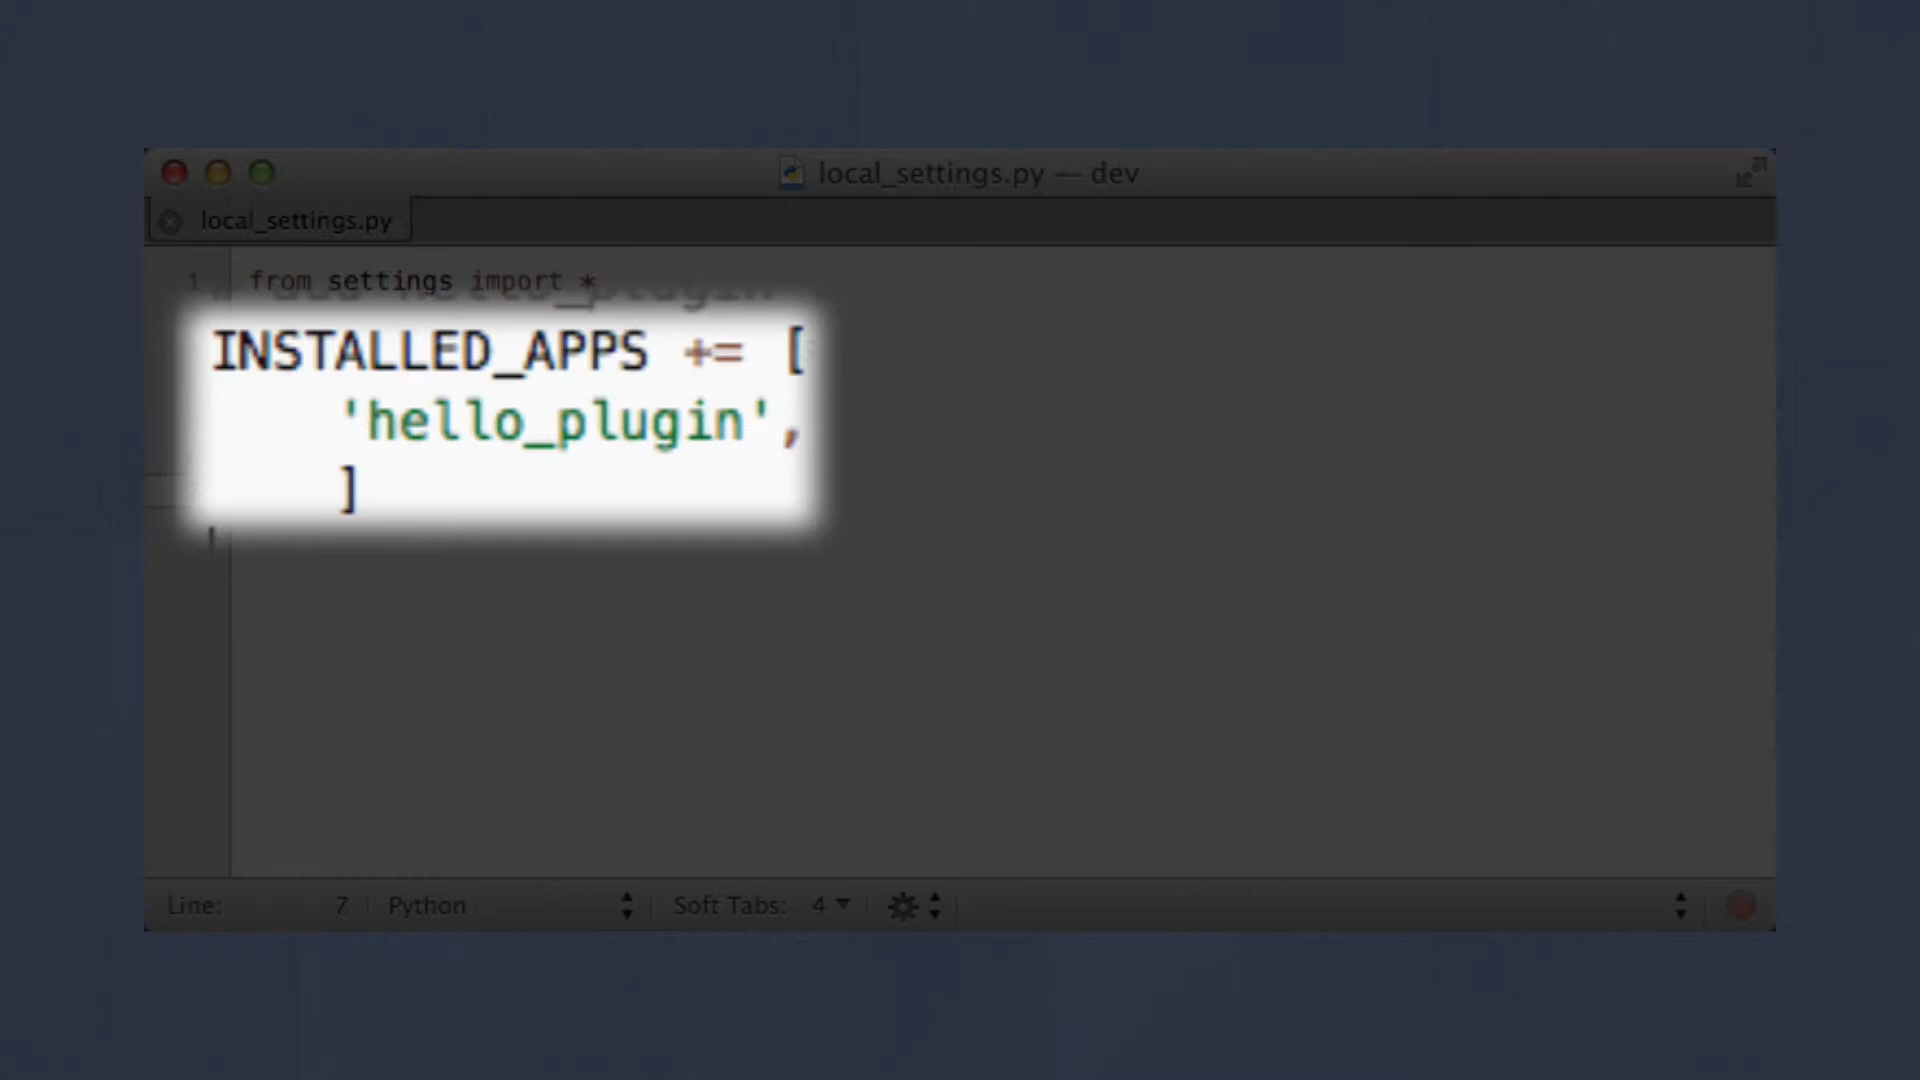 local_settings.py — dev
local_settings.py
1 from settings import *
INSTALLED_APPS += [
'hello_plugin',
]
Line: 7 Python Soft Tabs: 4